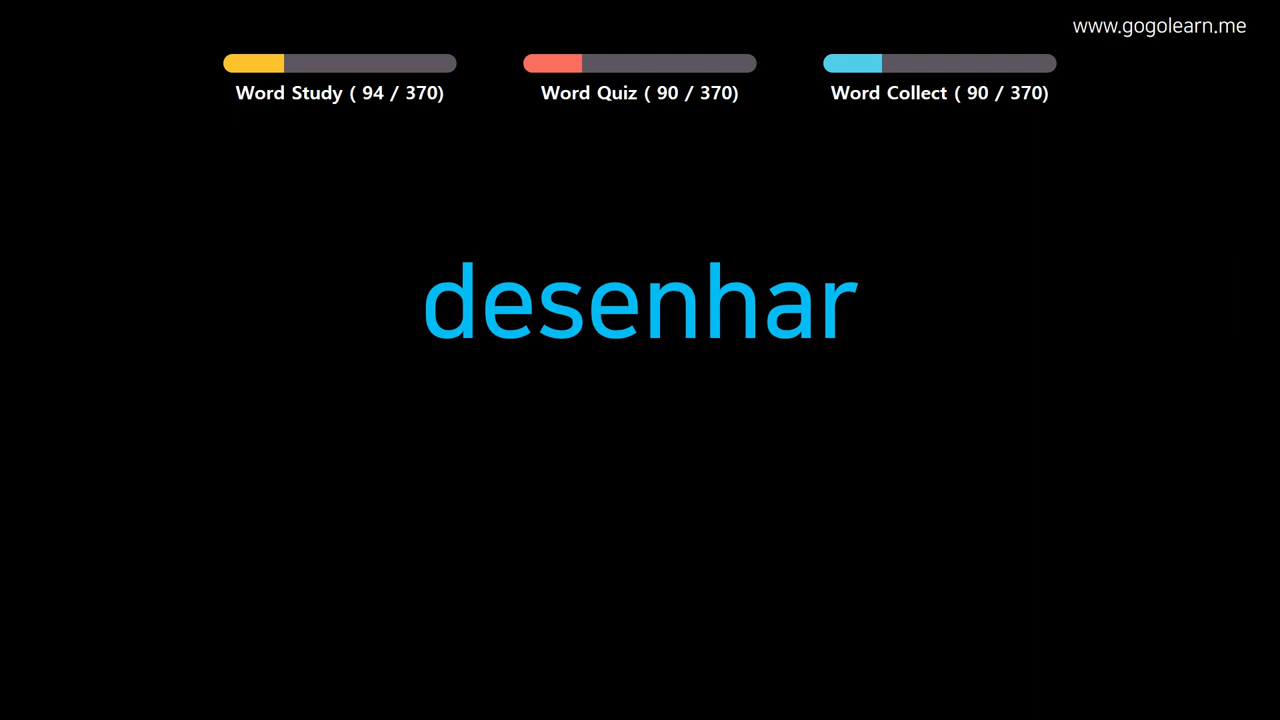 www.gogolearn.me
Word Study ( 94 / 370)
Word Quiz ( 90 / 370)
Word Collect ( 90 / 370)
desenhar